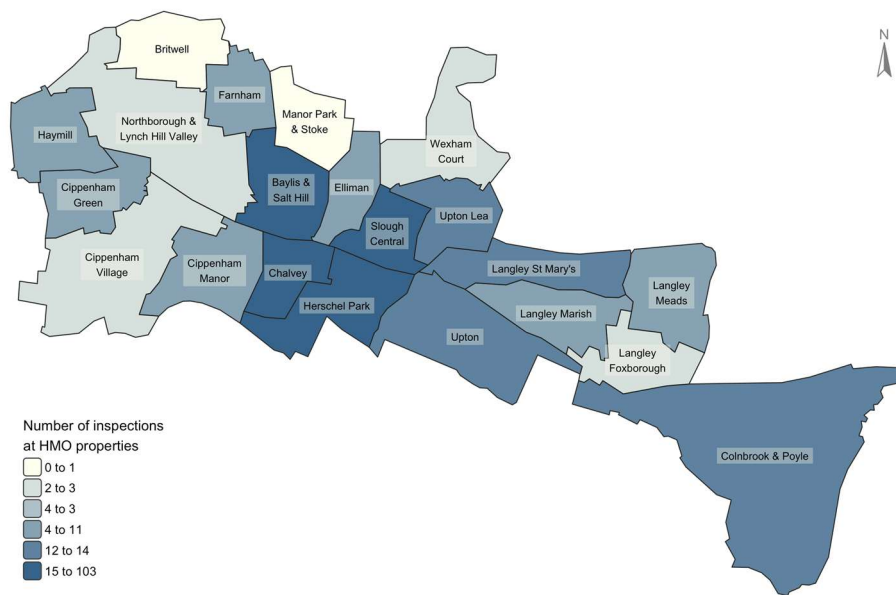 N
Britwell
Farnham
Manor Park
& Stoke
Northborough &
Lynch Hill Valley
Haymill
Wexham
Court
Cippenham
Green
Baylis &
Salt Hill
Elliman
Upton Lea
Slough
Central
Cippenham
Village
Cippenham
Manor
Chalvey
Langley St Mary's
Langley
Meads
Herschel Park
Langley Marish
Upton
Langley
Foxborough
Colnbrook & Poyle
Number of inspections
at HMO properties
0 to 1
2 to 3
4 to 3
4 to 11
12 to 14
15 to 103